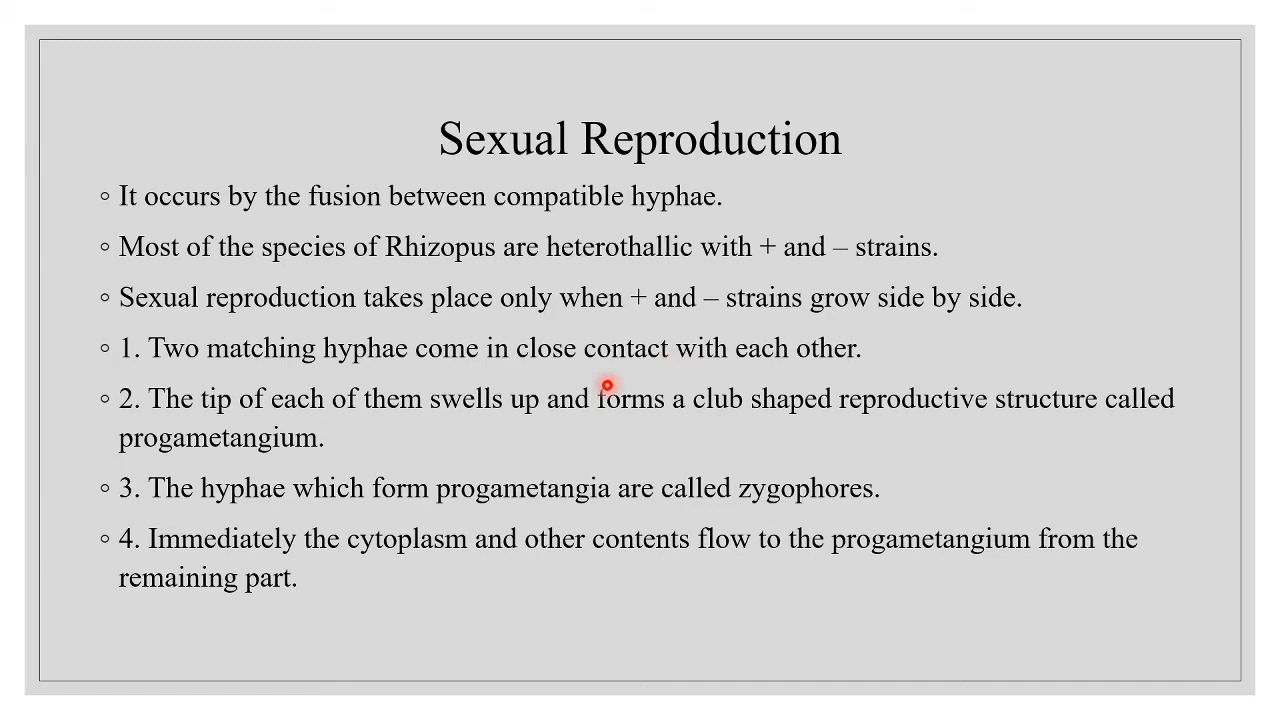 Sexual Reproduction
◦ It occurs by the fusion between compatible hyphae.
◦ Most of the species of Rhizopus are heterothallic with + and – strains.
◦ Sexual reproduction takes place only when + and – strains grow side by side.
◦ 1. Two matching hyphae come in close contact with each other.
◦ 2. The tip of each of them swells up and forms a club shaped reproductive structure called
progametangium.
◦ 3. The hyphae which form progametangia are called zygophores.
◦ 4. Immediately the cytoplasm and other contents flow to the progametangium from the
remaining part.